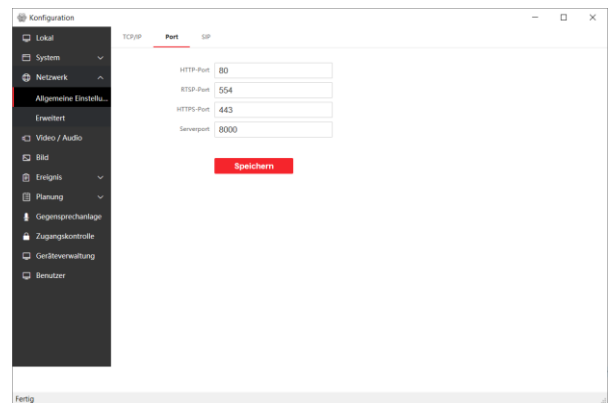 Konfiguration
Lokal
System
Netzwerk
Allgemeine Einstellu...
Erweitert
Video / Audio
Bild
Ereignis
Planung
Gegensprechanlage
Zugangskontrolle
Geräteverwaltung
Benutzer
TCP/IP Port SIP
HTTP-Port 80
RTSP-Port 554
HTTPS-Port 443
Serverport 8000
Speichern
Fertig